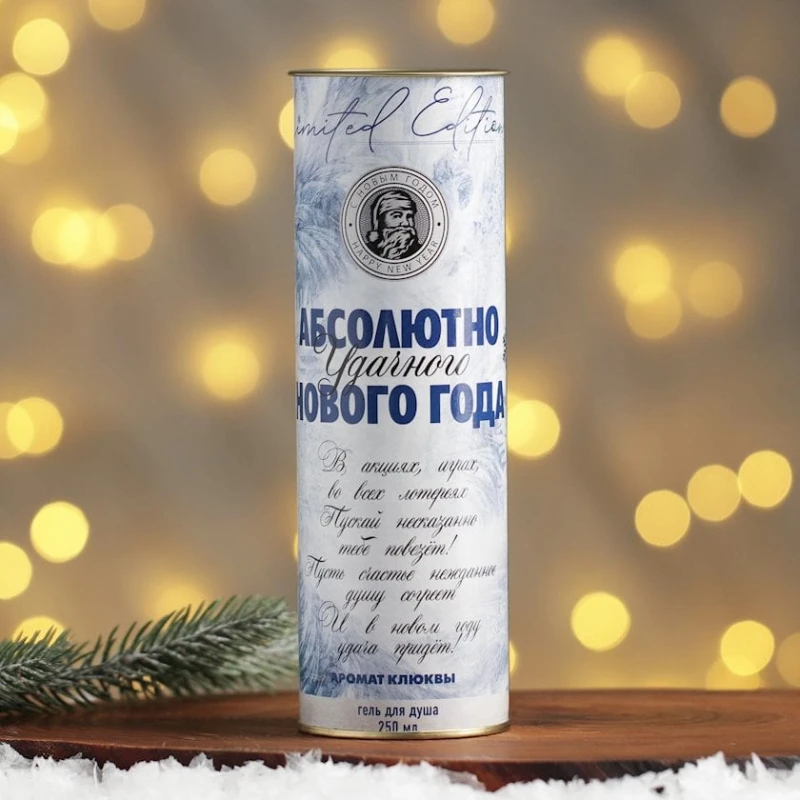 Limited Edition
С НОВЫМ ГОДОМ
HAPPY NEW YEAR
АБСОЛЮТНО
Удачного
НОВОГО ГОДА
В акциях, играх,
во всех лотереях
Пускай несказанно
тебе повезёт!
Пусть счастье нежданное
душу согреет
И в новом году
удача придёт!
АРОМАТ КЛЮКВЫ
гель для душа
250 мл